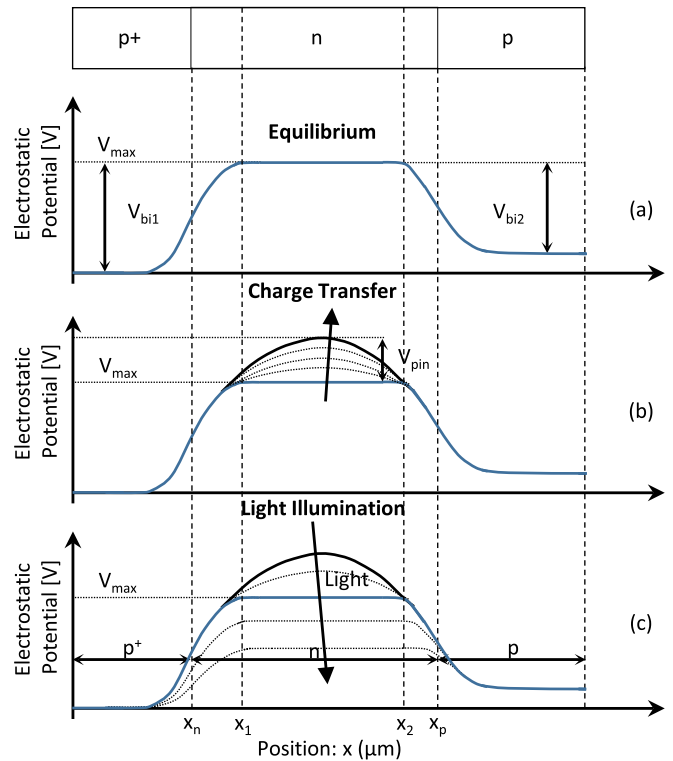 p+ n p
Equilibrium
Electrostatic
Potential [V]
Vmax
Vbi1
Vbi2
(a)
Charge Transfer
Electrostatic
Potential [V]
Vmax
Vpin
(b)
Light Illumination
Electrostatic
Potential [V]
Vmax
Light
(c)
p+ n p
xn x1 x2 xp
Position: x (μm)